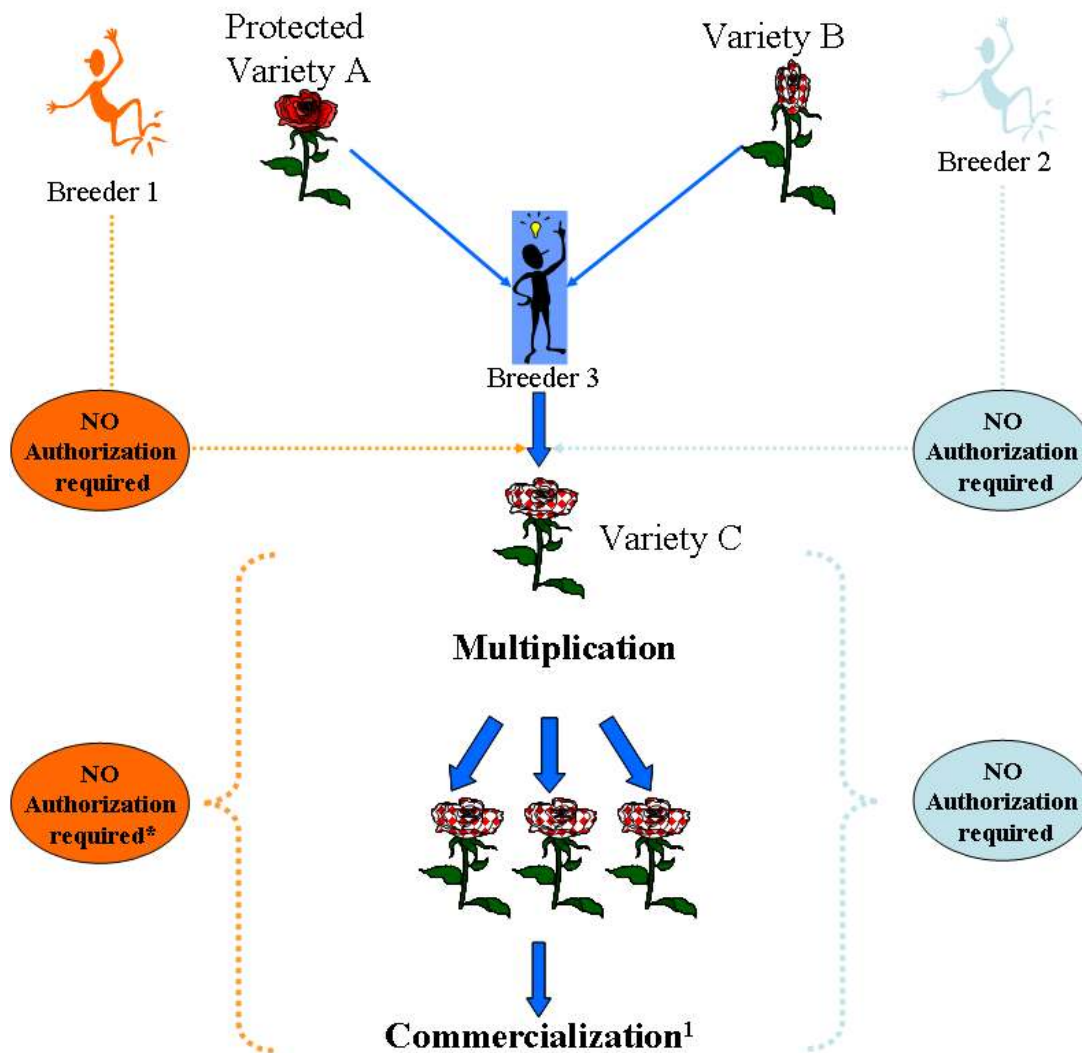 Protected
Variety A
Variety B
Breeder 1
Breeder 2
Breeder 3
NO
Authorization
required
NO
Authorization
required
Variety C
Multiplication
NO
Authorization
required*
NO
Authorization
required
Commercialization¹